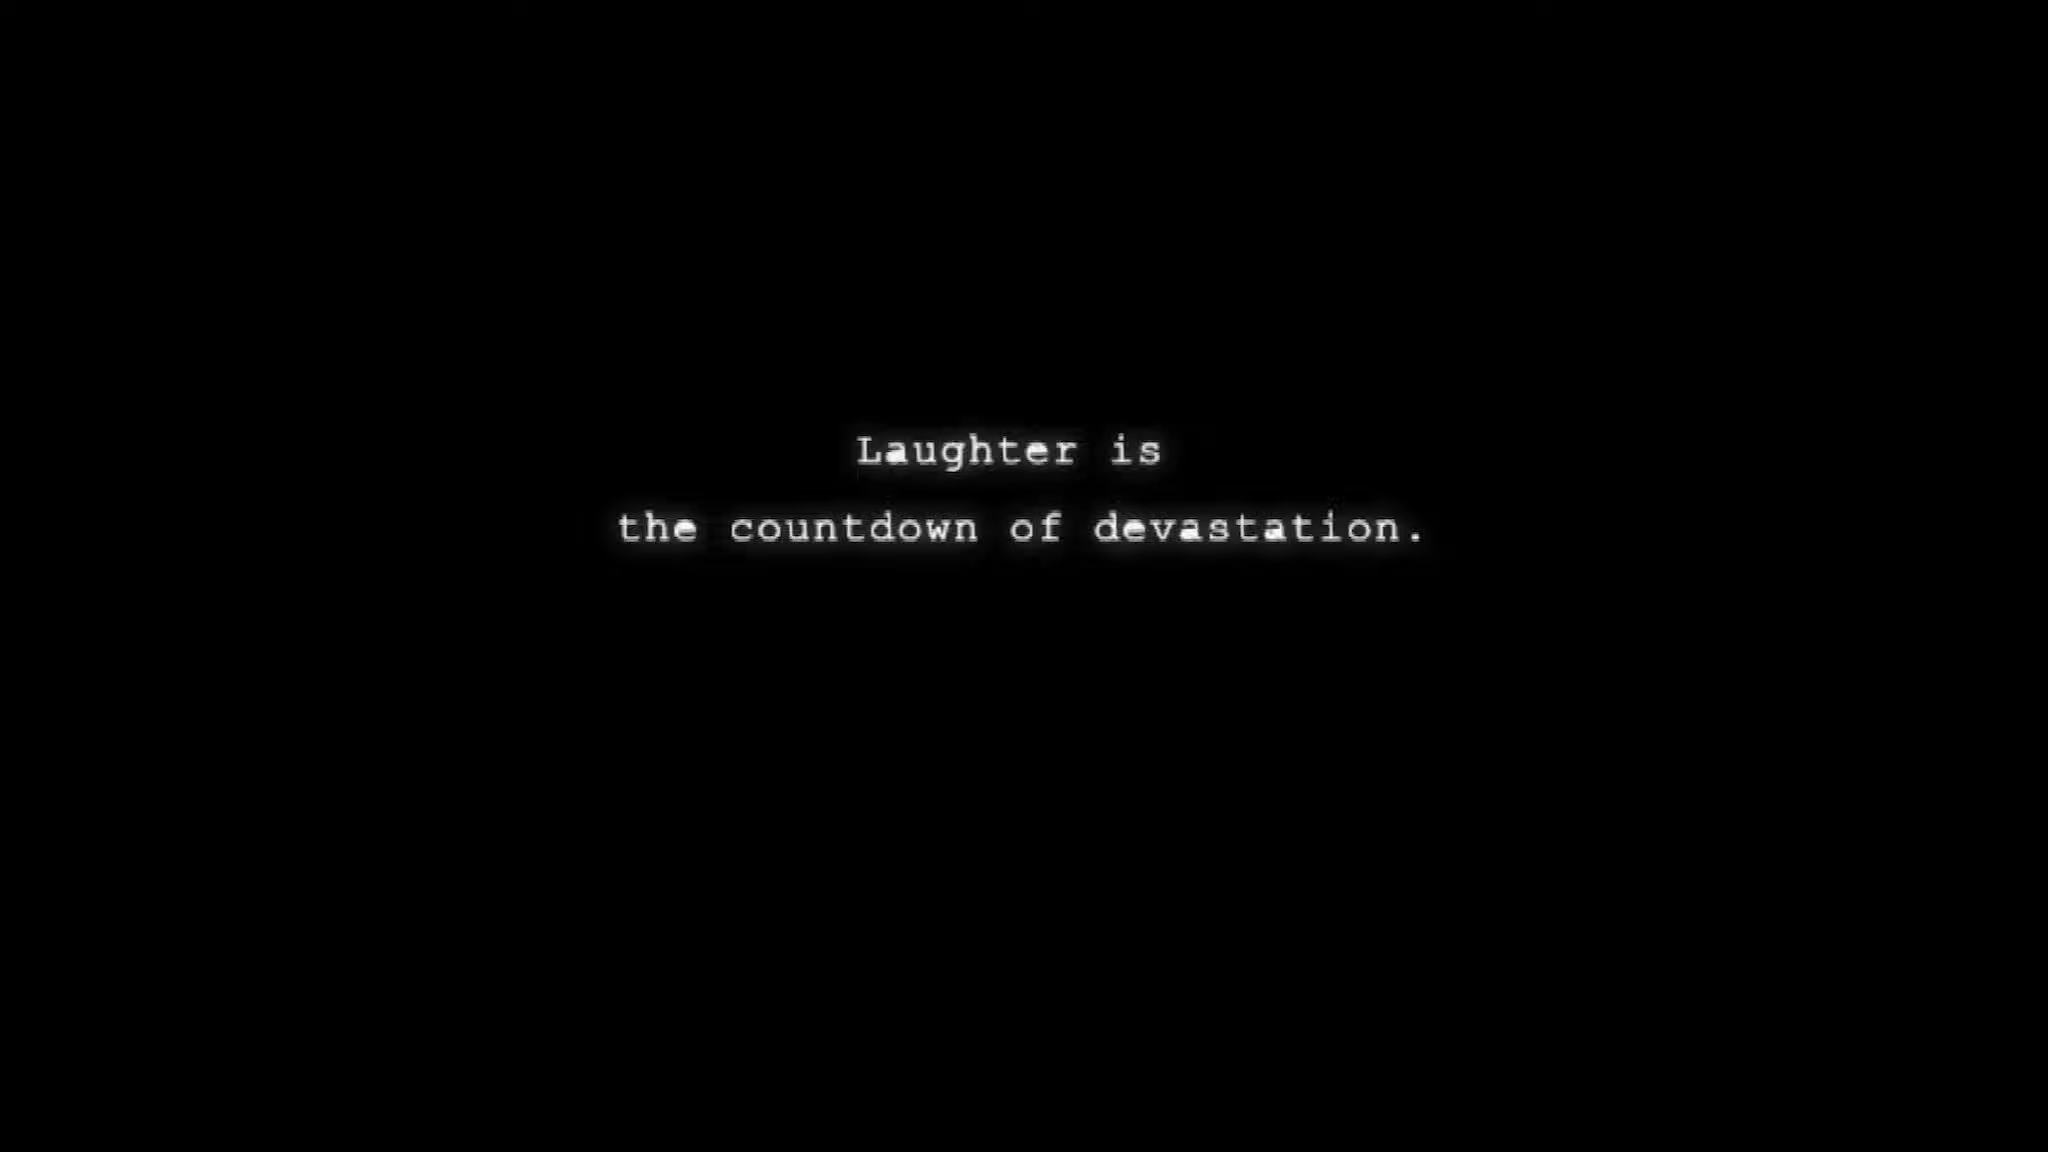 Laughter is
the countdown of devastation.